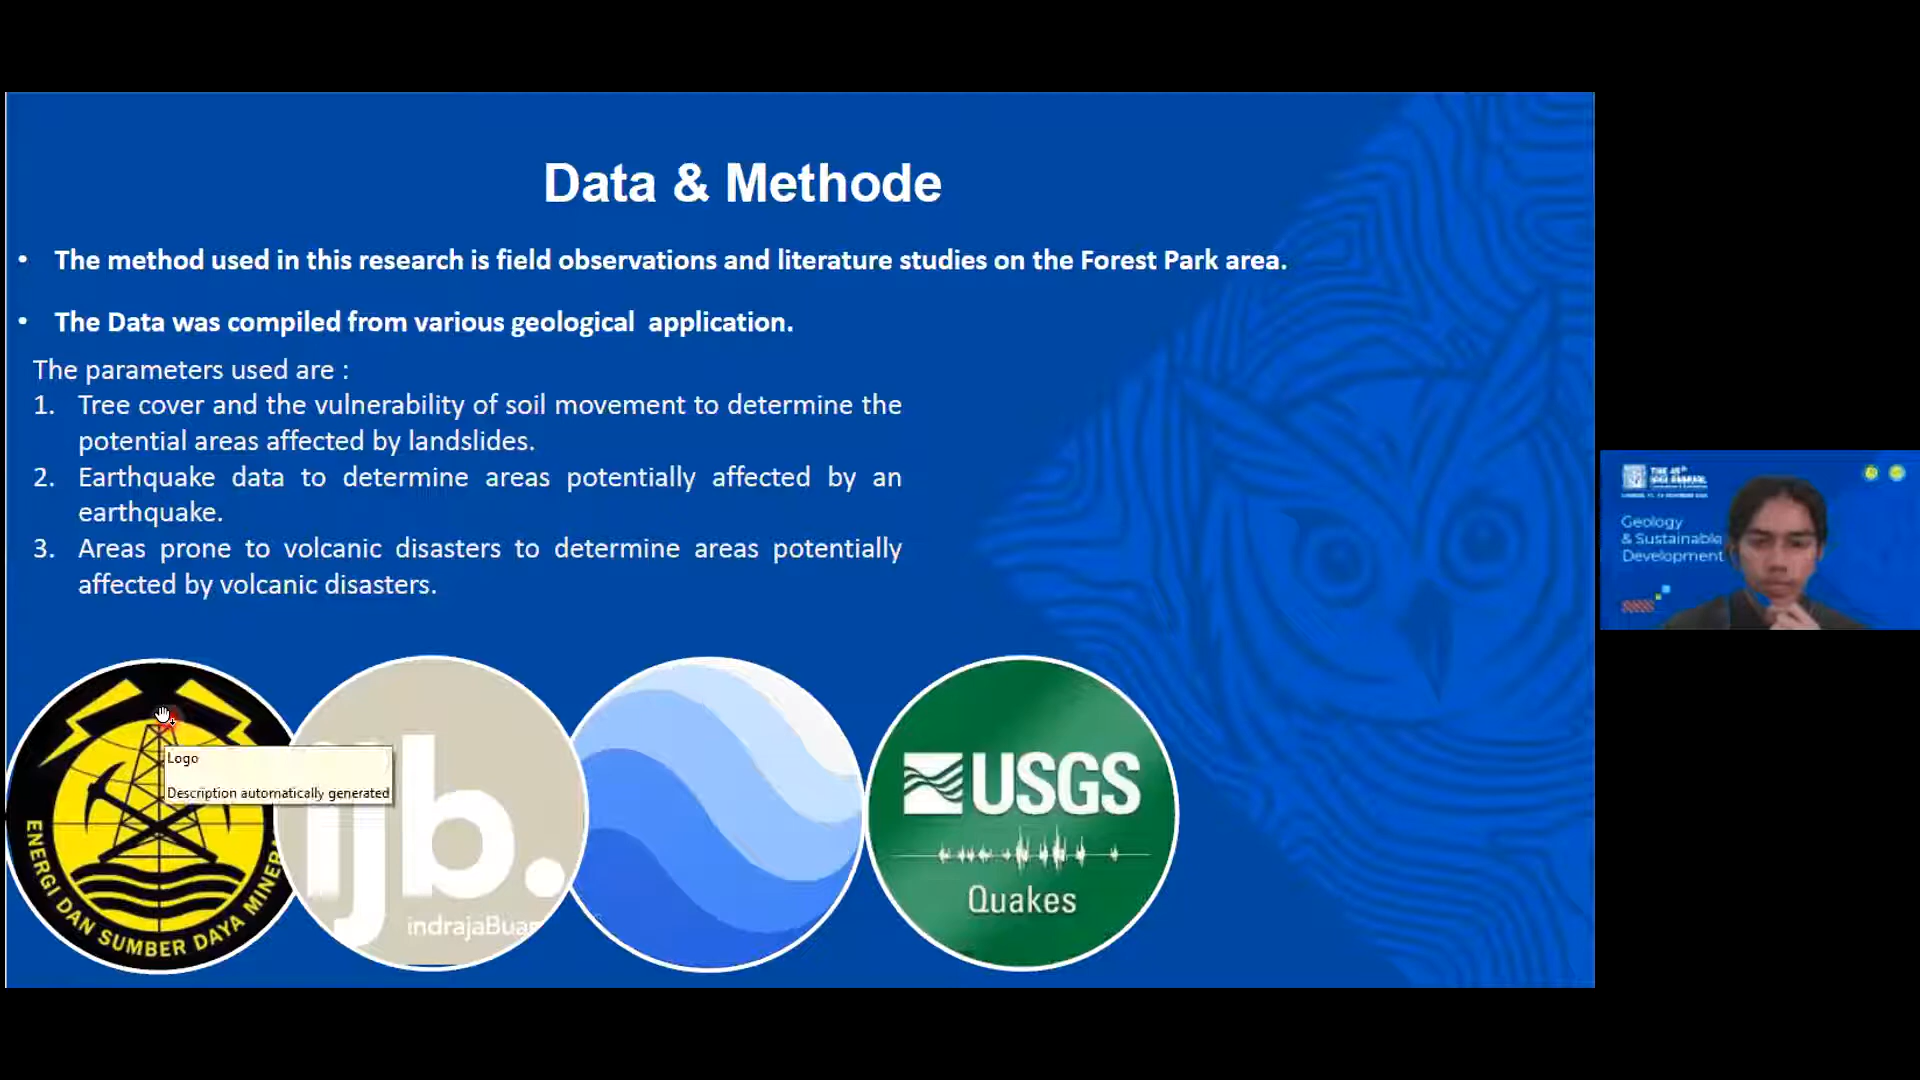 Data & Methode
• The method used in this research is field observations and literature studies on the Forest Park area.
• The Data was compiled from various geological application.
The parameters used are :
1. Tree cover and the vulnerability of soil movement to determine the
potential areas affected by landslides.
2. Earthquake data to determine areas potentially affected by an
earthquake.
3. Areas prone to volcanic disasters to determine areas potentially
affected by volcanic disasters.
Logo
Description automatically generated
ENERGI DAN SUMBER DAYA MINERA
ijb.
indrajaBuan
USGS
Quakes
Geology
& Sustainable
Development